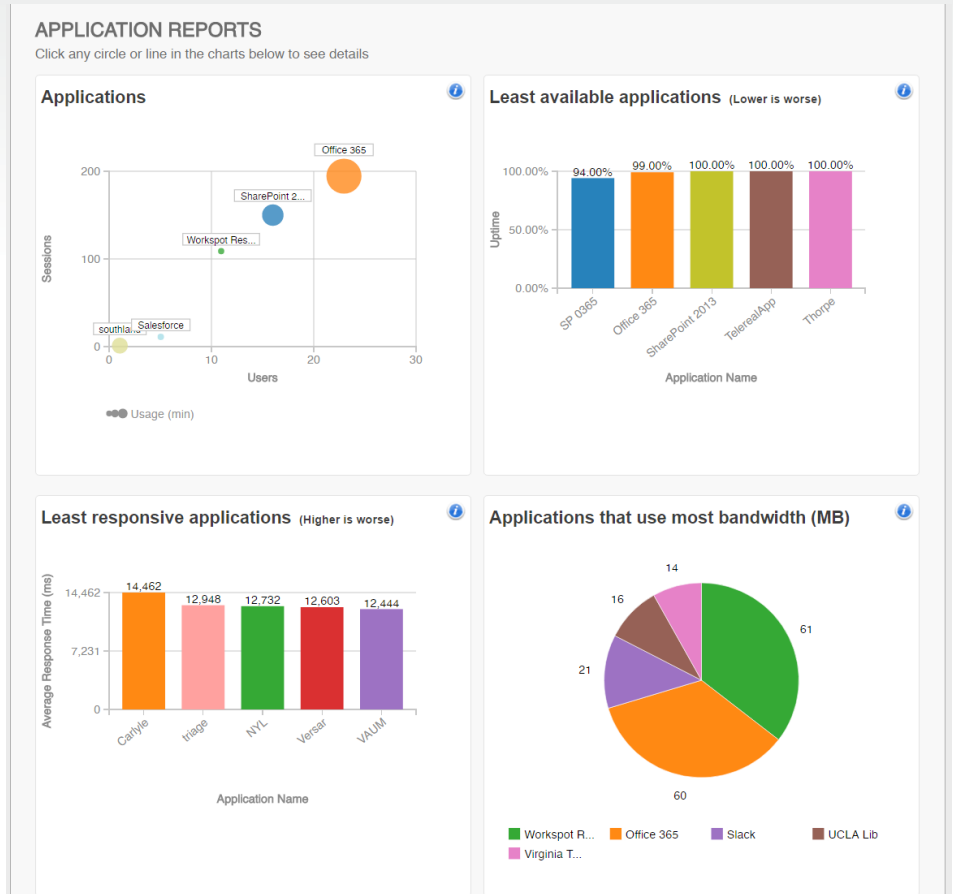 APPLICATION REPORTS
Click any circle or line in the charts below to see details
Applications
Office 365
200
SharePoint 2...
Workspot Res...
Sessions
100
Salesforce
0
0
10
20
30
Users
Usage (min)
Least available applications (Lower is worse)
94.00%
99.00%
100.00%
100.00%
100.00%
100.00%
50.00%
0.00%
Uptime
SP 0365
Office 365
SharePoint 2013
TelerealApp
Thorpe
Application Name
Least responsive applications (Higher is worse)
14,462
12,948
12,732
12,603
12,444
14,462
7,231
0
Average Response Time (ms)
Carlyle
triage
NYL
Versar
VAUM
Application Name
Applications that use most bandwidth (MB)
14
16
61
21
60
Workspot R...
Office 365
Slack
UCLA Lib
Virginia T...